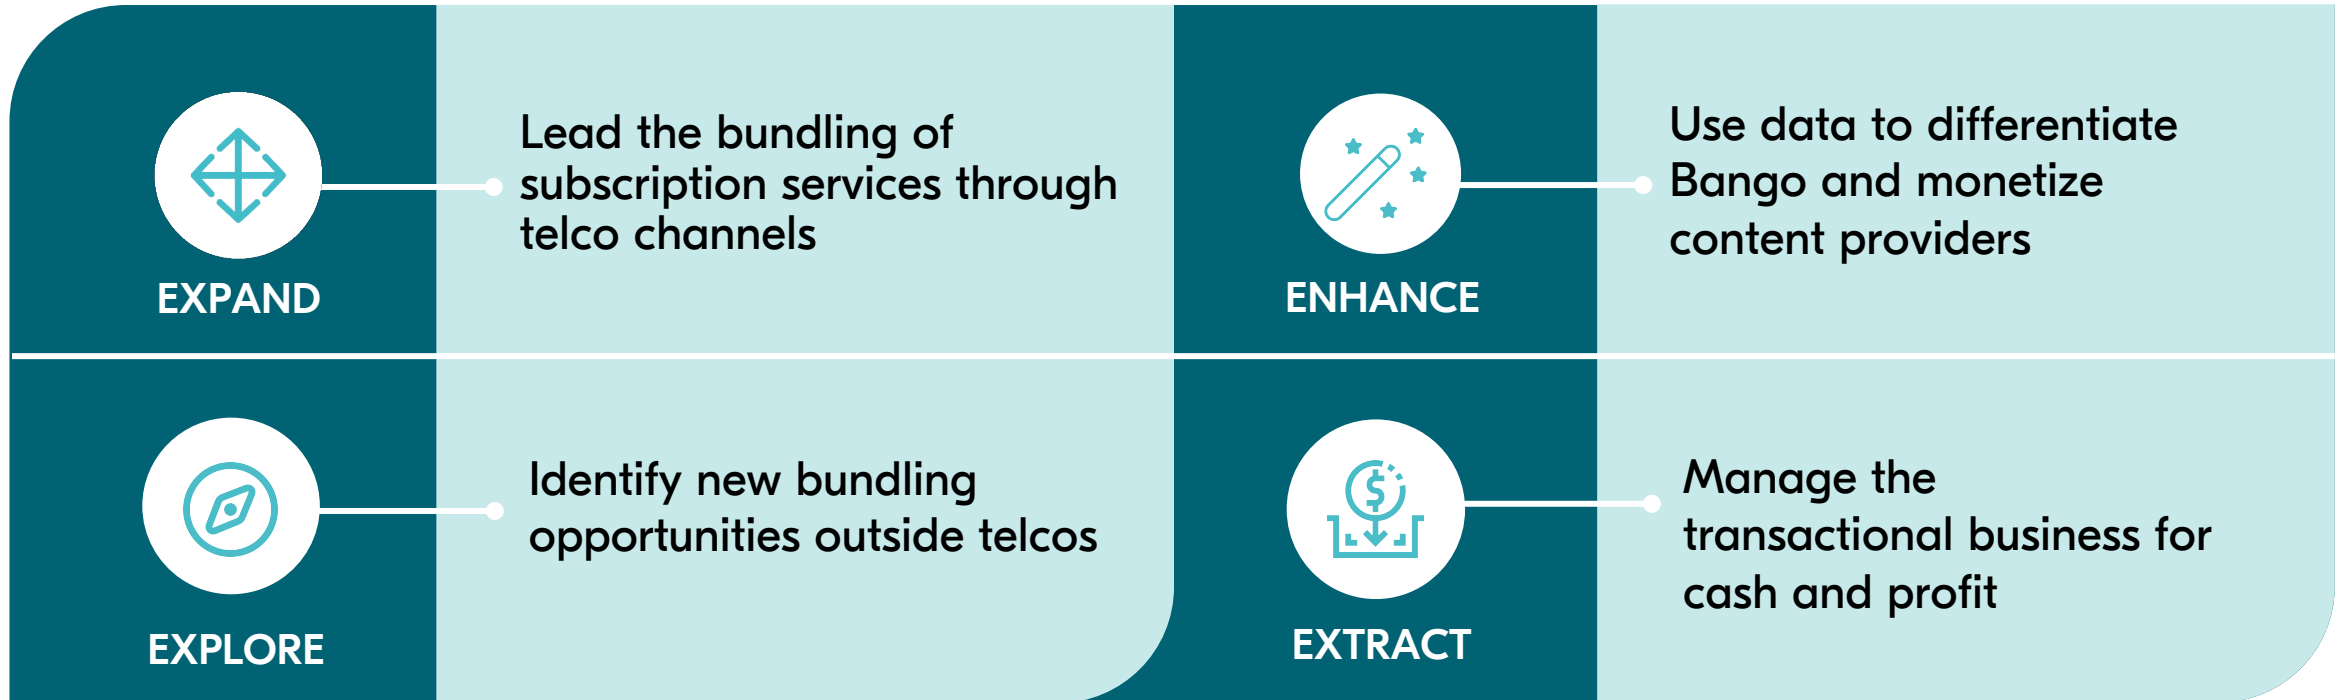 EXPAND
Lead the bundling of
subscription services through
telco channels
ENHANCE
Use data to differentiate
Bango and monetize
content providers
EXPLORE
Identify new bundling
opportunities outside telcos
EXTRACT
Manage the
transactional business for
cash and profit